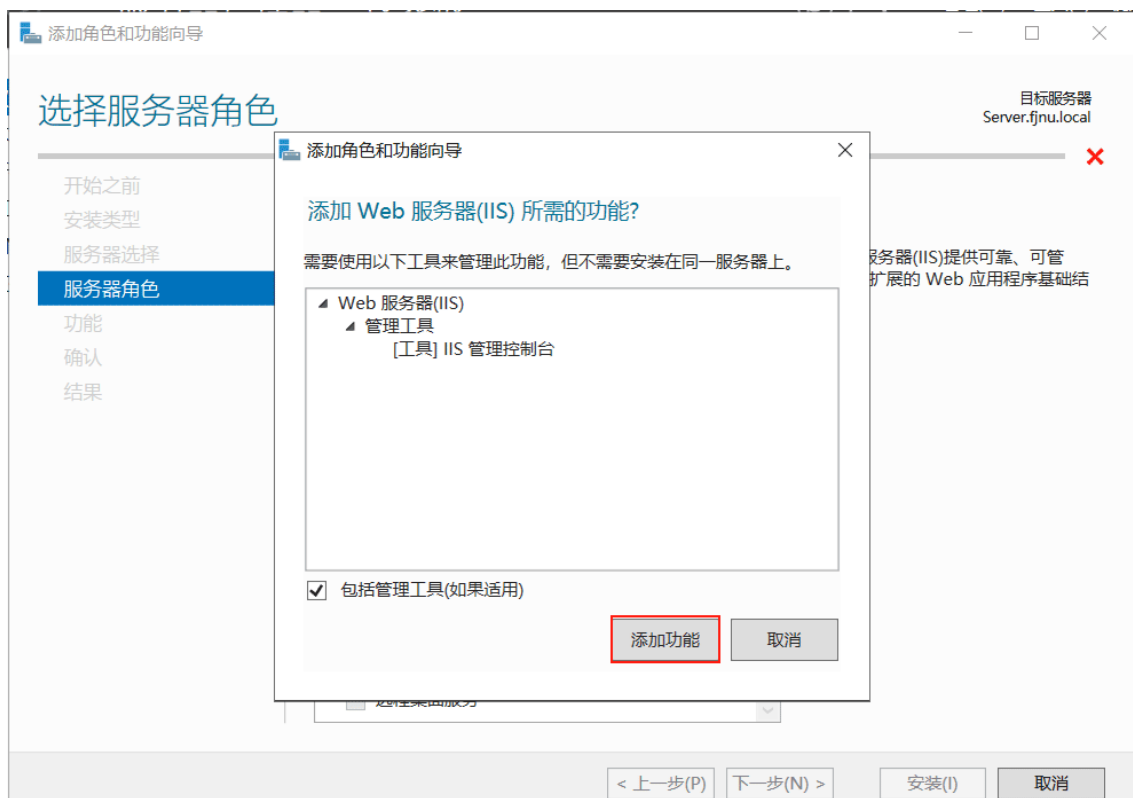 添加角色和功能向导
选择服务器角色
目标服务器
Server.fjnu.local
开始之前
安装类型
服务器选择
服务器角色
功能
确认
结果
添加角色和功能向导
添加 Web 服务器(IIS) 所需的功能?
需要使用以下工具来管理此功能，但不需要安装在同一服务器上。
Web 服务器(IIS)
管理工具
[工具] IIS 管理控制台
包括管理工具(如果适用)
添加功能
取消
服务器(IIS)提供可靠、可管
扩展的 Web 应用程序基础结
远程桌面服务
< 上一步(P)
下一步(N) >
安装(I)
取消